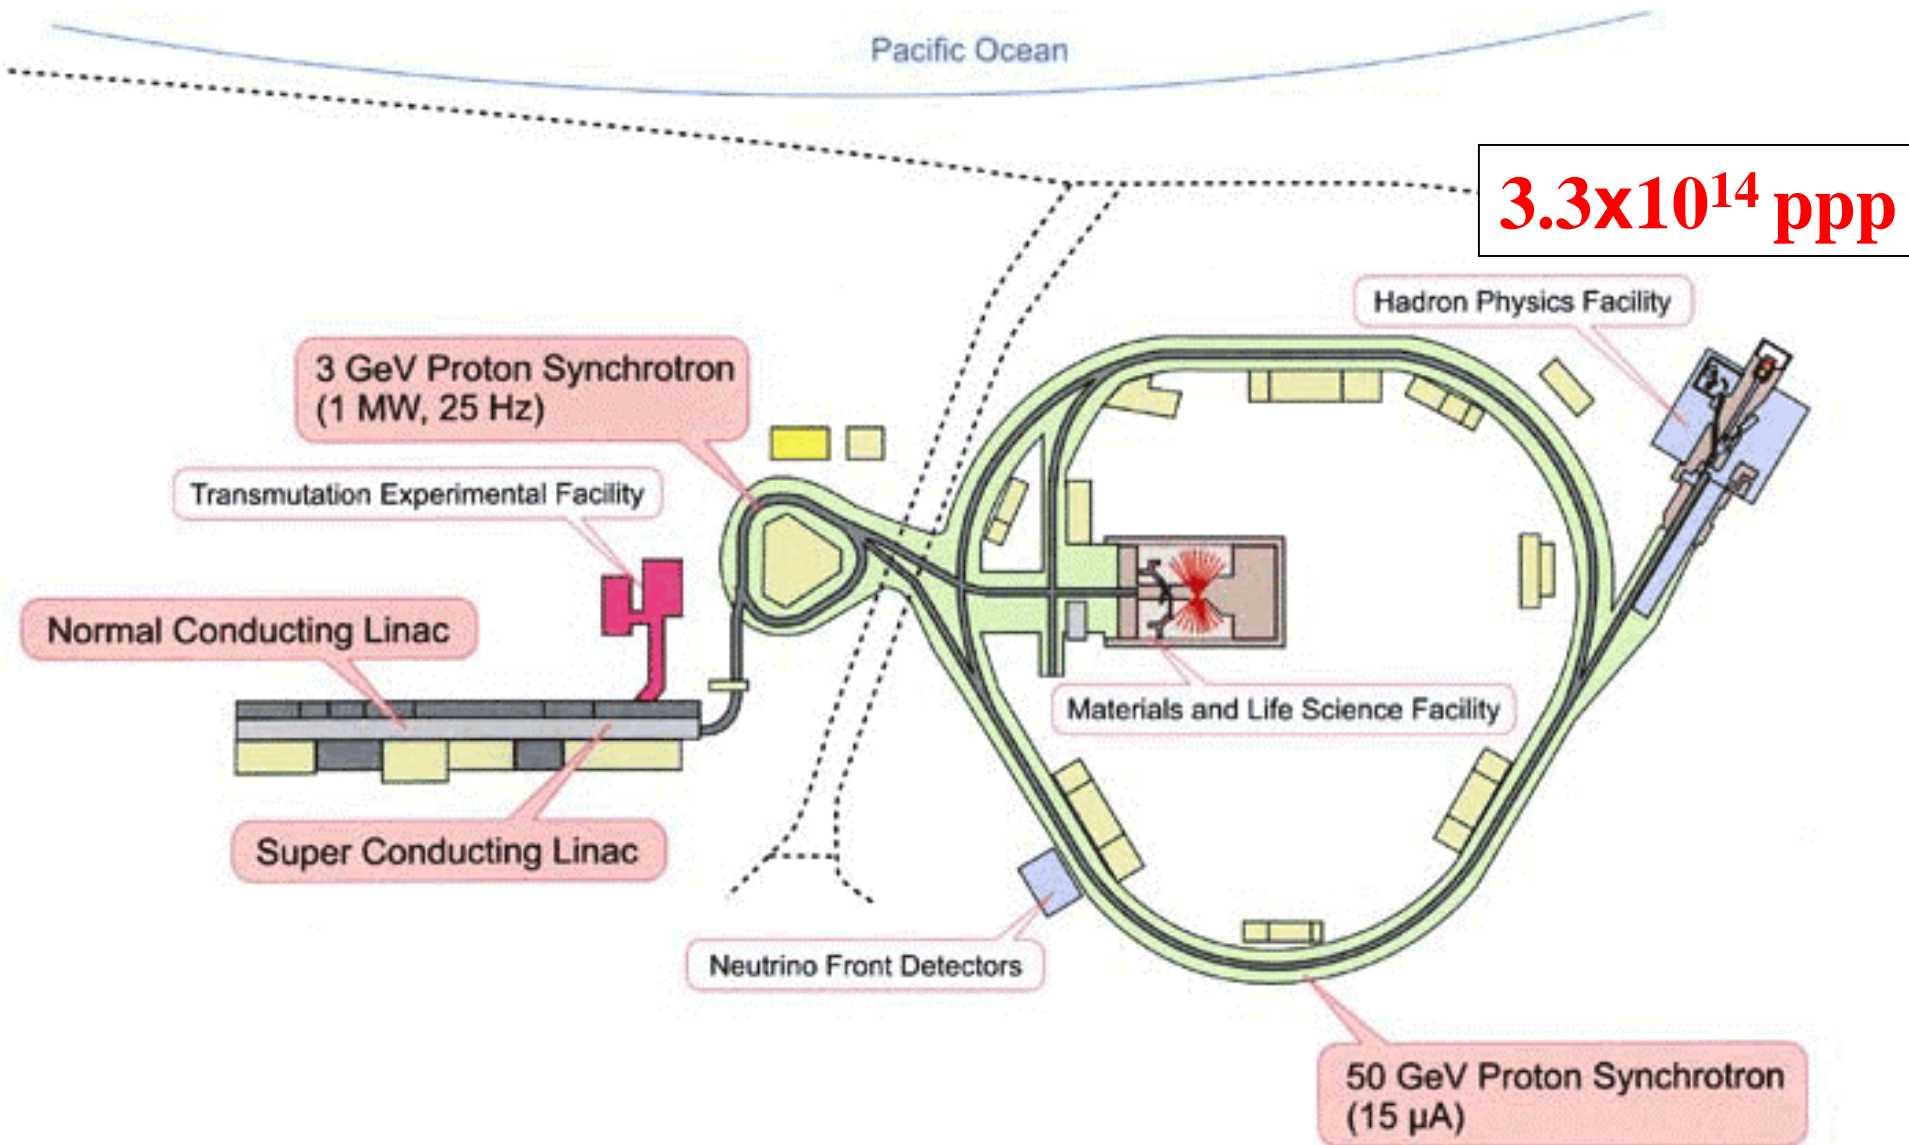 Pacific Ocean
3.3x10¹⁴ ppp
Hadron Physics Facility
3 GeV Proton Synchrotron
(1 MW, 25 Hz)
Transmutation Experimental Facility
Normal Conducting Linac
Materials and Life Science Facility
Super Conducting Linac
Neutrino Front Detectors
50 GeV Proton Synchrotron
(15 µA)